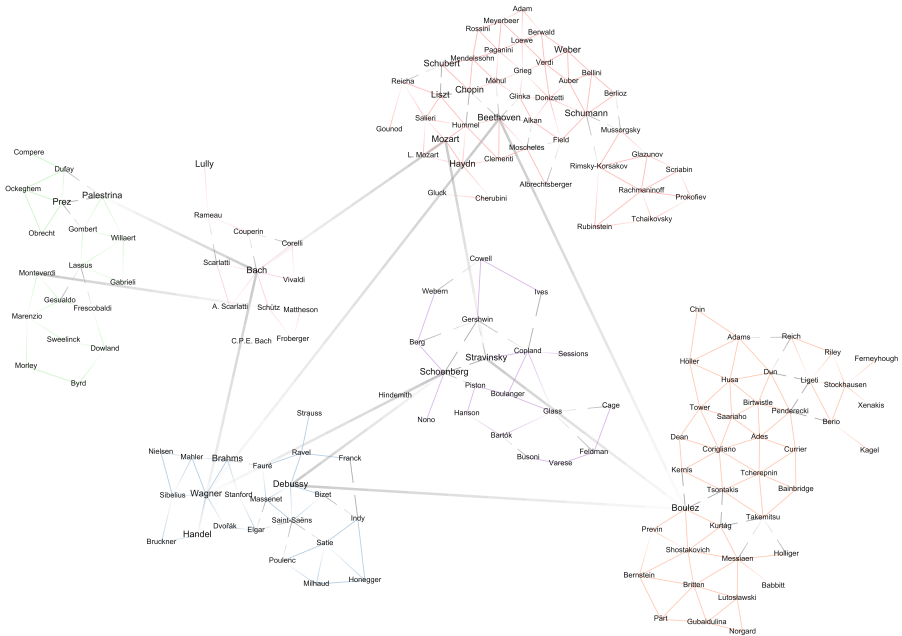 Adam
Meyerbeer
Rossini
Berwald
Loewe
Paganini
Weber
Mendelssohn
Verdi
Schubert
Grieg
Bellini
Reicha
Méhul
Auber
Chopin
Liszt
Glinka
Donizetti
Berlioz
Salieri
Beethoven
Alkan
Schumann
Gounod
Hummel
Mussorgsky
Mozart
Field
Moscheles
L. Mozart
Haydn
Clementi
Glazunov
Rimsky-Korsakov
Scriabin
Albrechtsberger
Rachmaninoff
Gluck
Cherubini
Prokofiev
Tchaikovsky
Rubinstein
Compere
Dufay
Lully
Ockeghem
Prez
Palestrina
Obrecht
Gombert
Willaert
Rameau
Couperin
Corelli
Lassus
Scarlatti
Bach
Monteverdi
Gabrieli
Vivaldi
Gesualdo
Frescobaldi
A. Scarlatti
Schütz
Mattheson
Marenzio
Sweelinck
Dowland
C.P.E. Bach
Froberger
Morley
Byrd
Cowell
Webern
Ives
Gershwin
Berg
Stravinsky
Copland
Sessions
Schoenberg
Piston
Boulanger
Hindemith
Hanson
Glass
Cage
Nono
Bartók
Feldman
Busoni
Varese
Chin
Adams
Reich
Riley
Ferneyhough
Höller
Dun
Husa
Ligeti
Stockhausen
Tower
Birtwistle
Penderecki
Xenakis
Saariaho
Berio
Dean
Ades
Corigliano
Currier
Kagel
Kernis
Tcherepnin
Tsontakis
Bainbridge
Boulez
Takemitsu
Previn
Kurtág
Shostakovich
Messiaen
Holliger
Bernstein
Britten
Babbitt
Lutosławski
Pärt
Gubaidulina
Norgard
Strauss
Nielsen
Mahler
Brahms
Ravel
Franck
Fauré
Sibelius
Wagner
Stanford
Debussy
Massenet
Bizet
Dvořák
Elgar
Saint-Saëns
Indy
Bruckner
Handel
Satie
Poulenc
Milhaud
Honegger